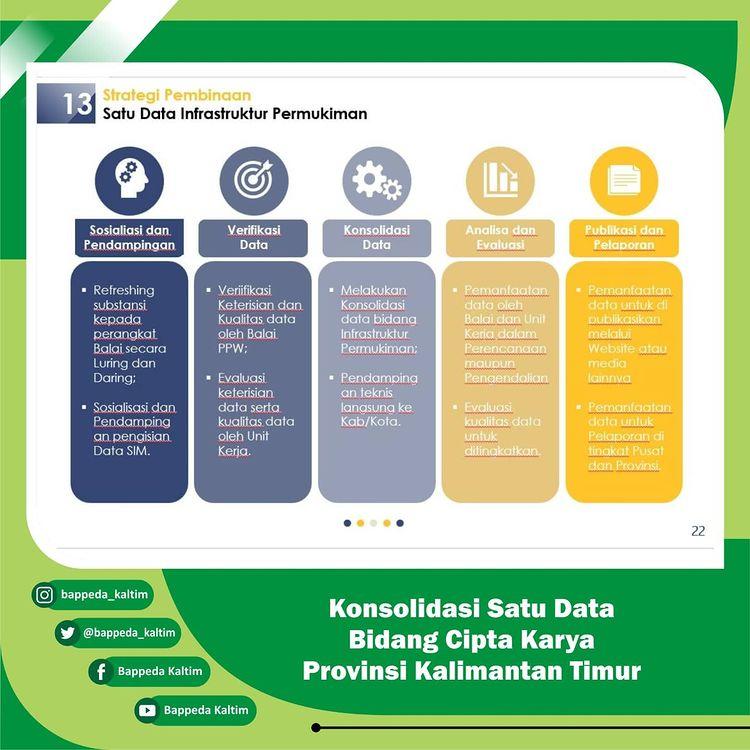 13
Strategi Pembinaan
Satu Data Infrastruktur Permukiman
Sosialiasi dan
Pendampingan
Refreshing
substansi
kepada
perangkat
Balai secara
Luring dan
Daring;
Sosialisasi dan
Pendamping
an pengisian
Data SIM.
Verifikasi
Data
Veriifikasi
Keterisian dan
Kualitas data
oleh Balai
PPW;
Evaluasi
keterisian
data serta
kualitas data
oleh Unit
Kerja.
Konsolidasi
Data
Melakukan
Konsolidasi
data bidang
Infrastruktur
Permukiman;
Pendamping
an teknis
langsung ke
Kab/Kota.
Analisa dan
Evaluasi
Pemanfaatan
data oleh
Balai dan Unit
Kerja dalam
Perencanaan
maupun
Pengendalian
Evaluasi
kualitas data
untuk
ditingkatkan.
Publikasi dan
Pelaporan
Pemanfaatan
data untuk di
publikasikan
melalui
Website atau
media
lainnya
Pemanfaatan
data untuk
Pelaporan di
tingkat Pusat
dan Provinsi.
22
bappeda_kaltim
@bappeda_kaltim
Bappeda Kaltim
Bappeda Kaltim
Konsolidasi Satu Data
Bidang Cipta Karya
Provinsi Kalimantan Timur